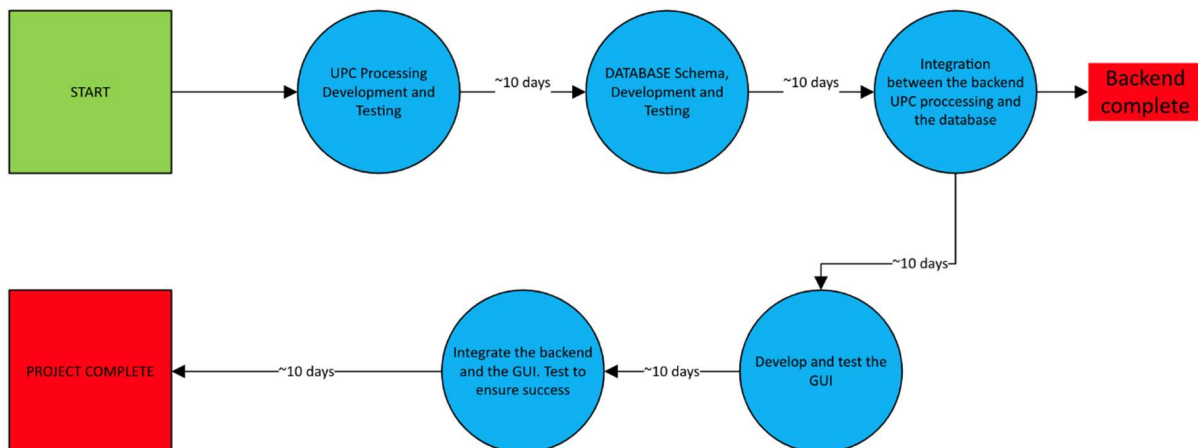 START
UPC Processing
Development and
Testing
~10 days
DATABASE Schema,
Development and
Testing
~10 days
Integration
between the backend
UPC proccessing and
the database
Backend
complete
~10 days
Develop and test the
GUI
~10 days
Integrate the backend
and the GUI. Test to
ensure success
~10 days
PROJECT COMPLETE